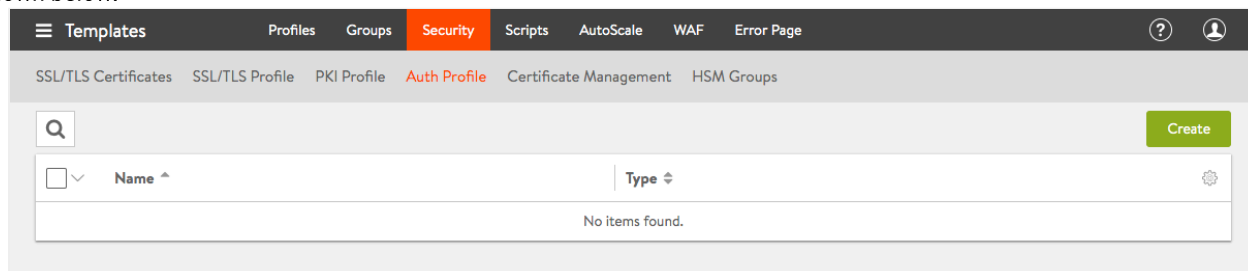 Templates Profiles Groups Security Scripts AutoScale WAF Error Page ?
SSL/TLS Certificates SSL/TLS Profile PKI Profile Auth Profile Certificate Management HSM Groups
Create
Name Type
No items found.